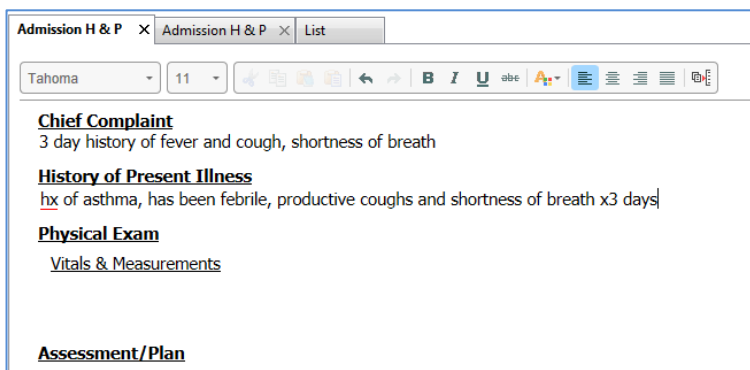 Admission H & P × Admission H & P × List
Tahoma 11 B I U abc A
Chief Complaint
3 day history of fever and cough, shortness of breath
History of Present Illness
hx of asthma, has been febrile, productive coughs and shortness of breath x3 days
Physical Exam
Vitals & Measurements
Assessment/Plan